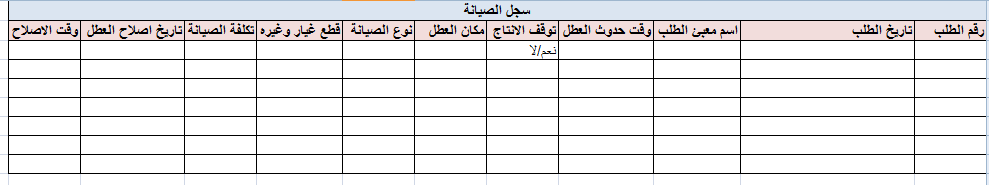 سجل الصيانة
رقم الطلب تاريخ الطلب اسم معبئ الطلب وقت حدوث العطل توقف الانتاج مكان العطل نوع الصيانة قطع غيار وغيره تكلفة الصيانة تاريخ اصلاح العطل وقت الاصلاح
نعم/لا